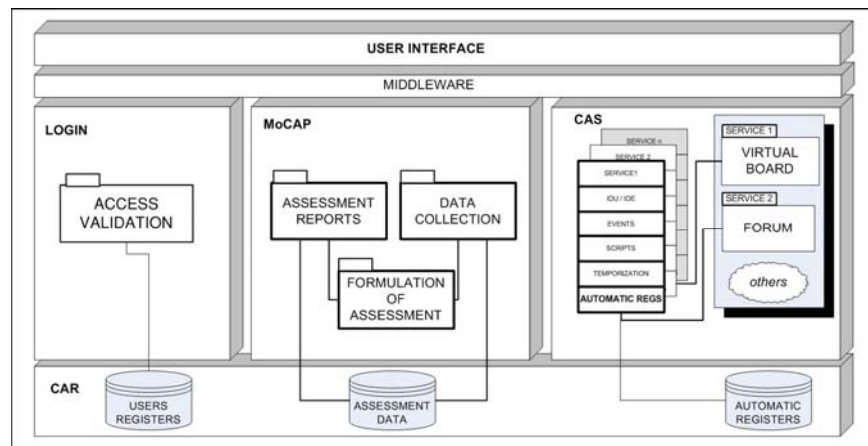 USER INTERFACE
MIDDLEWARE
LOGIN
ACCESS
VALIDATION
MoCAP
ASSESSMENT
REPORTS
DATA
COLLECTION
FORMULATION
OF
ASSESSMENT
CAS
SERVICE n
SERVICE 2
SERVICE1
IDU / IDE
EVENTS
SCRIPTS
TEMPORIZATION
AUTOMATIC REGS
SERVICE 1
VIRTUAL
BOARD
SERVICE 2
FORUM
others
CAR
USERS
REGISTERS
ASSESSMENT
DATA
AUTOMATIC
REGISTERS